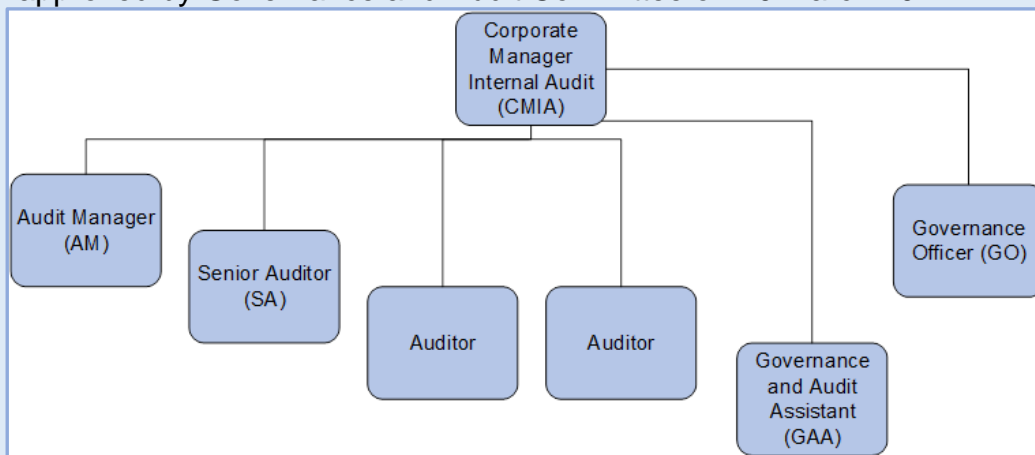 Corporate
Manager
Internal Audit
(CMIA)
Audit Manager
(AM)
Senior Auditor
(SA)
Auditor
Auditor
Governance
and Audit
Assistant
(GAA)
Governance
Officer (GO)